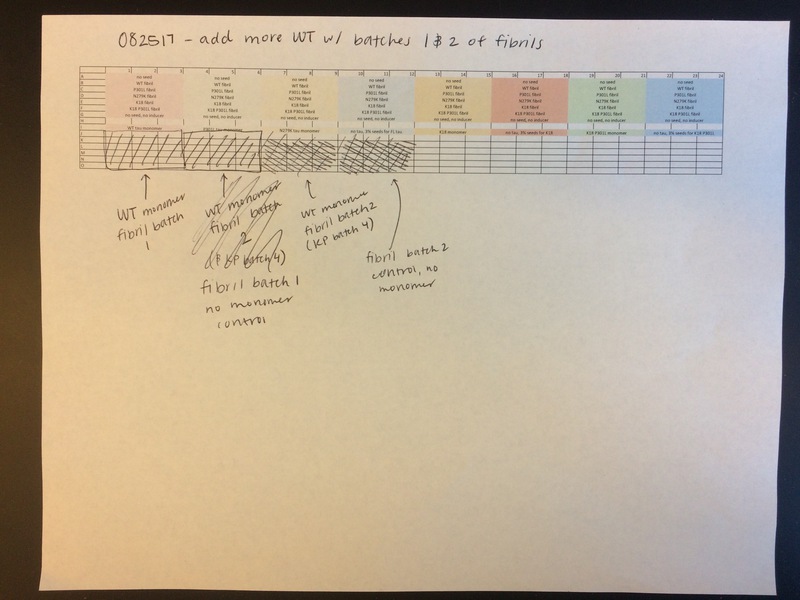 082517 - add more WT w/ batches 1 & 2 of fibrils
1 2 3 4 5 6 7 8 9 10 11 12 13 14 15 16 17 18 19 20 21 22 23 24
no seed no seed no seed no seed no seed no seed no seed no seed
WT fibril WT fibril WT fibril WT fibril WT fibril WT fibril WT fibril WT fibril
P301L fibril P301L fibril P301L fibril P301L fibril P301L fibril P301L fibril P301L fibril P301L fibril
N279K fibril N279K fibril N279K fibril N279K fibril N279K fibril N279K fibril N279K fibril N279K fibril
K18 fibril K18 fibril K18 fibril K18 fibril K18 fibril K18 fibril K18 fibril K18 fibril
K18 P301L fibril K18 P301L fibril K18 P301L fibril K18 P301L fibril K18 P301L fibril K18 P301L fibril K18 P301L fibril K18 P301L fibril
no seed, no inducer no seed, no inducer no seed, no inducer no seed, no inducer no seed, no inducer no seed, no inducer no seed, no inducer no seed, no inducer
WT tau monomer P301L tau monomer N279K tau monomer no tau, 3% seeds for FL tau K18 monomer no tau, 3% seeds for K18 K18 P301L monomer no tau, 3% seeds for K18 P301L
WT monomer
fibril batch
1
WT monomer
fibril batch
2
(& KP batch 4)
fibril batch 1
no monomer
control
WT monomer
fibril batch 2
(KP batch 4)
fibril batch 2
control, no
monomer